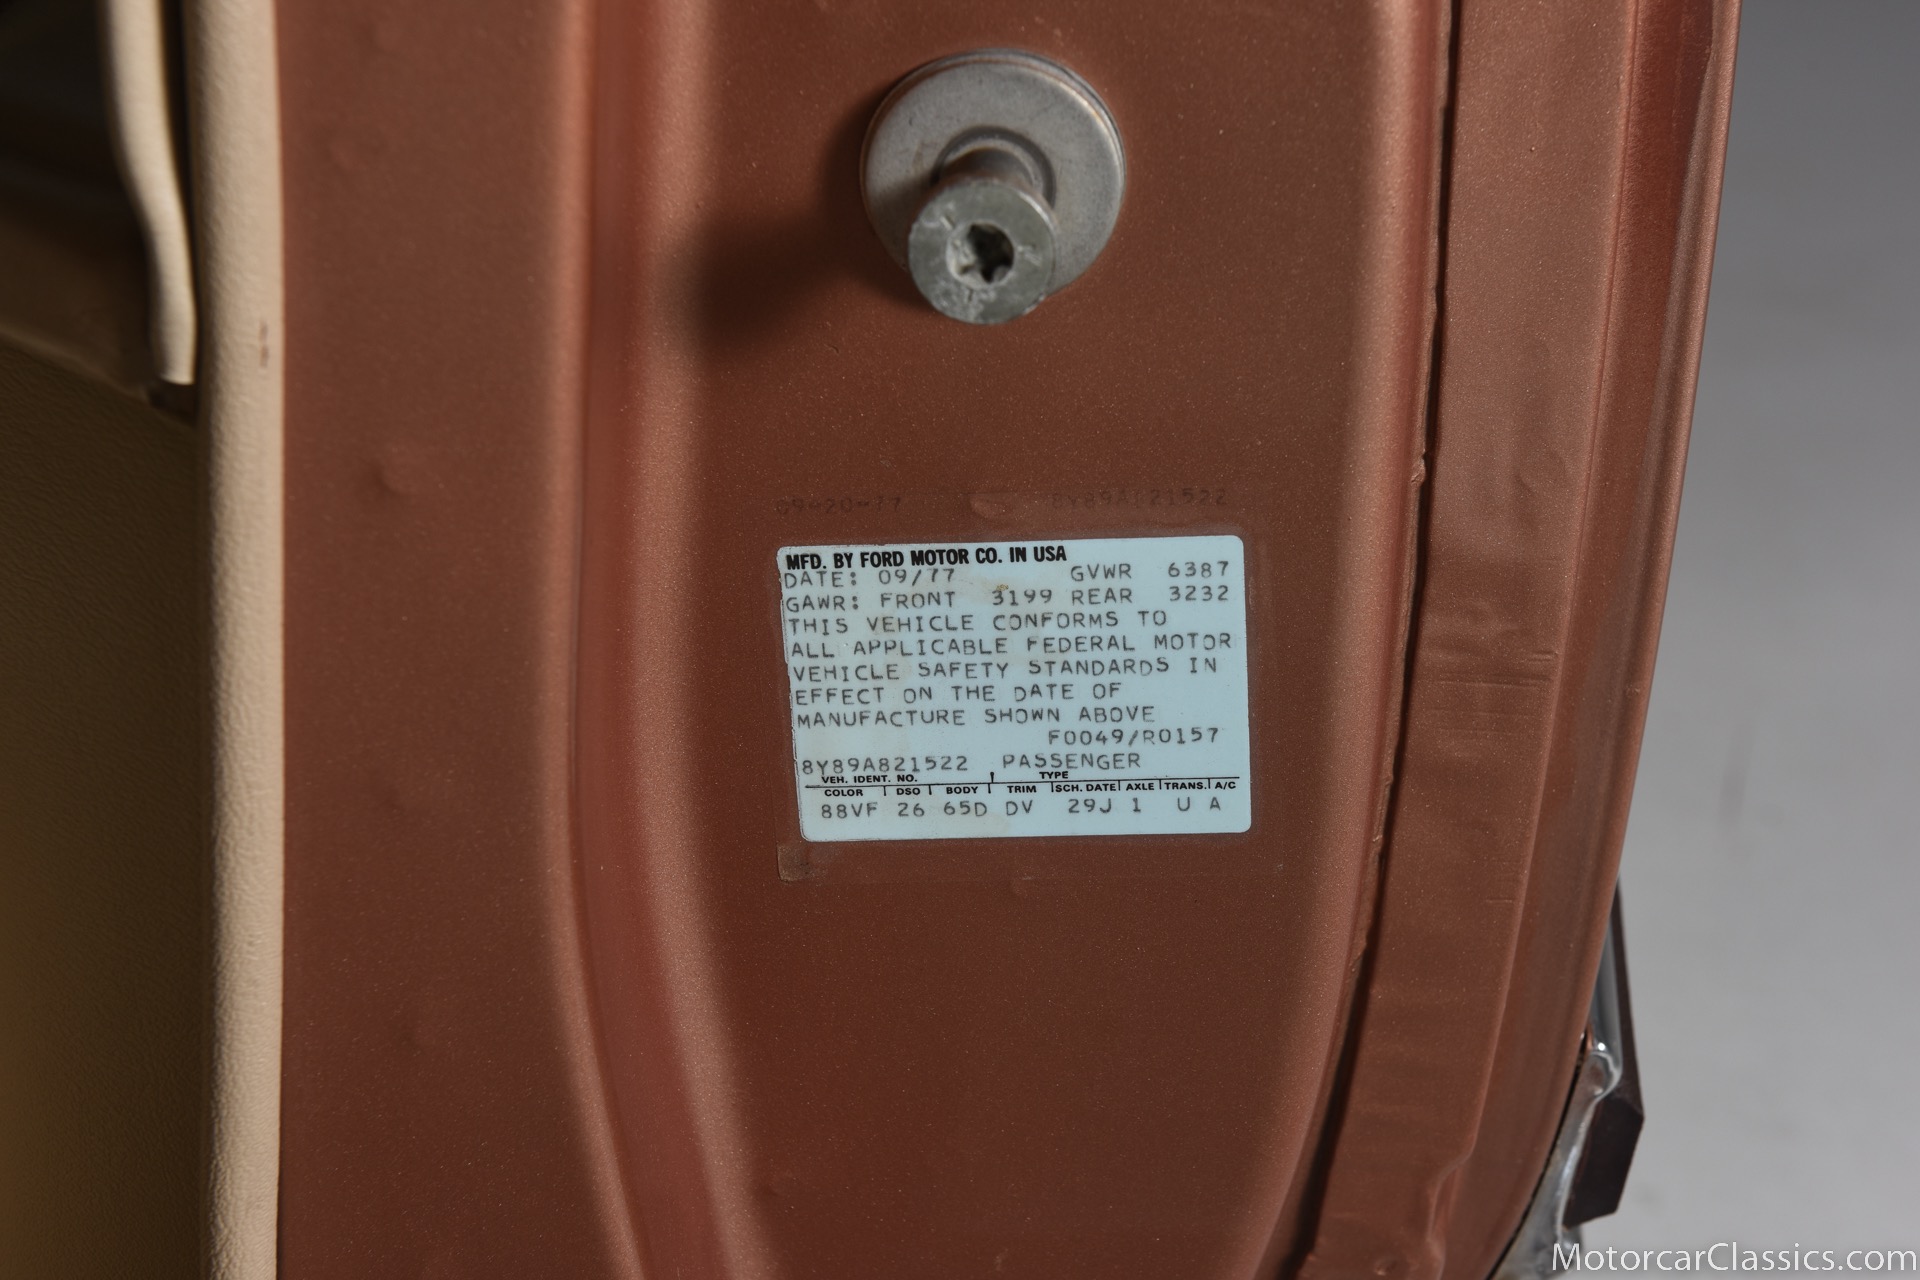 8Y89A821522
MFD. BY FORD MOTOR CO. IN USA
DATE: 09/77 GVWR 6387
GAWR: FRONT 3199 REAR 3232
THIS VEHICLE CONFORMS TO
ALL APPLICABLE FEDERAL MOTOR
VEHICLE SAFETY STANDARDS IN
EFFECT ON THE DATE OF
MANUFACTURE SHOWN ABOVE
F0049/R0157
8Y89A821522 PASSENGER
VEH. IDENT. NO. TYPE
COLOR DSO BODY TRIM SCH. DATE AXLE TRANS. A/C
88VF 26 65D DV 29J 1 U A
MotorcarClassics.com